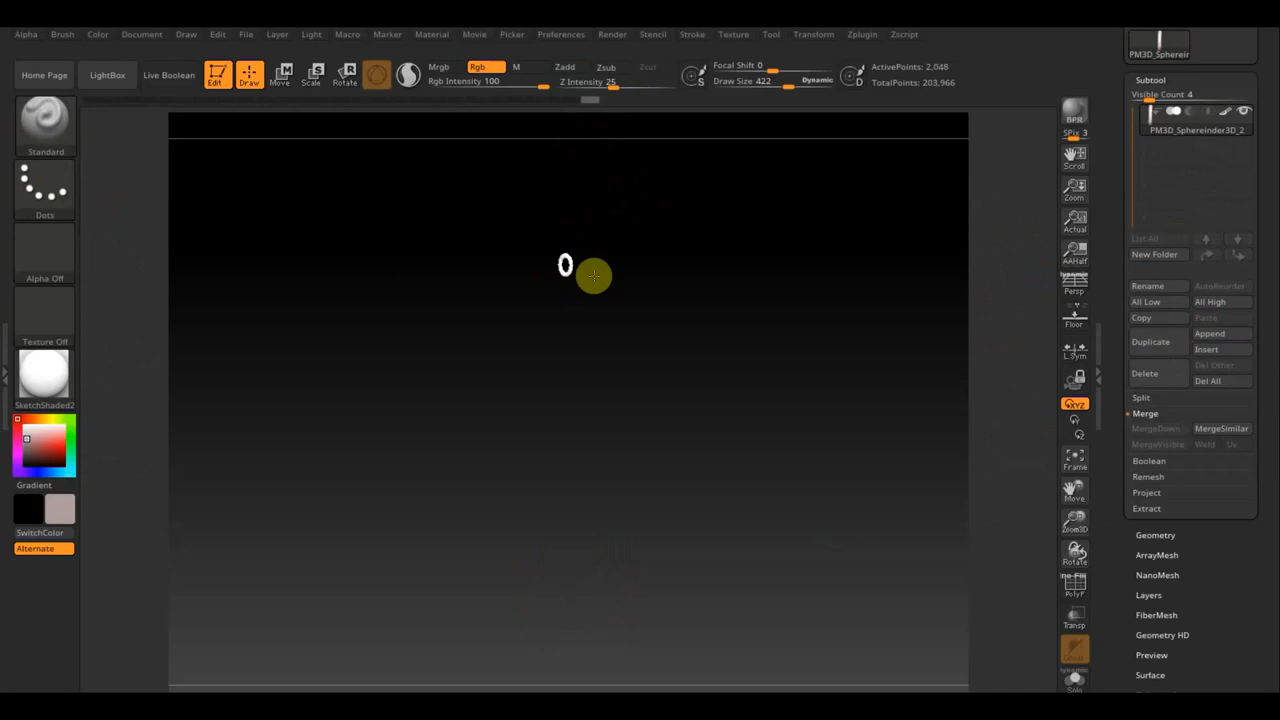 Alpha Brush Color Document Draw Edit File Layer Light Macro Marker Material Movie Picker Preferences Render Stencil Stroke Texture Tool Transform Zplugin Zscript
PM3D_Sphereir
Home Page LightBox Live Boolean Edit Draw Move Scale Rotate
Mrgb Rgb M Zadd Zsub Zcut
Rgb Intensity 100 Z Intensity 25
Focal Shift 0
Draw Size 422 Dynamic
ActivePoints: 2,048
TotalPoints: 203,966
Standard
Dots
Alpha Off
Texture Off
SketchShaded2
Gradient
SwitchColor
Alternate
BPR
SPix 3
Scroll
Zoom
Actual
AAHalf
Dynamic
Persp
Floor
L.Sym
XYZ
Frame
Move
Zoom3D
Rotate
PolyF
Transp
Solo
Subtool
Visible Count 4
PM3D_Sphereinder3D_2
List All
New Folder
Rename AutoReorder
All Low All High
Copy Paste
Duplicate Append
Insert
Delete Del Other
Del All
Split
Merge
MergeDown MergeSimilar
MergeVisible Weld Uv
Boolean
Remesh
Project
Extract
Geometry
ArrayMesh
NanoMesh
Layers
FiberMesh
Geometry HD
Preview
Surface